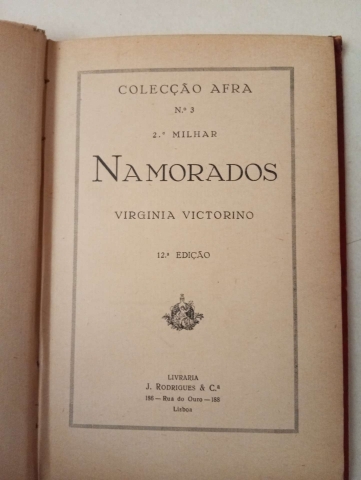 COLECÇÃO AFRA
N.º 3
2.º MILHAR
NAMORADOS
VIRGINIA VICTORINO
12.ª EDIÇÃO
LIVRARIA
J. RODRIGUES & C.ª
186 — Rua do Ouro — 188
Lisboa